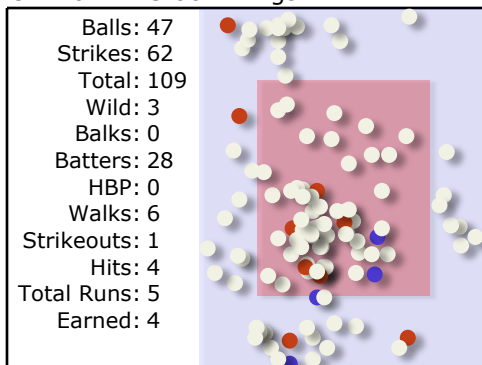 Balls: 47
Strikes: 62
Total: 109
Wild: 3
Balks: 0
Batters: 28
HBP: 0
Walks: 6
Strikeouts: 1
Hits: 4
Total Runs: 5
Earned: 4